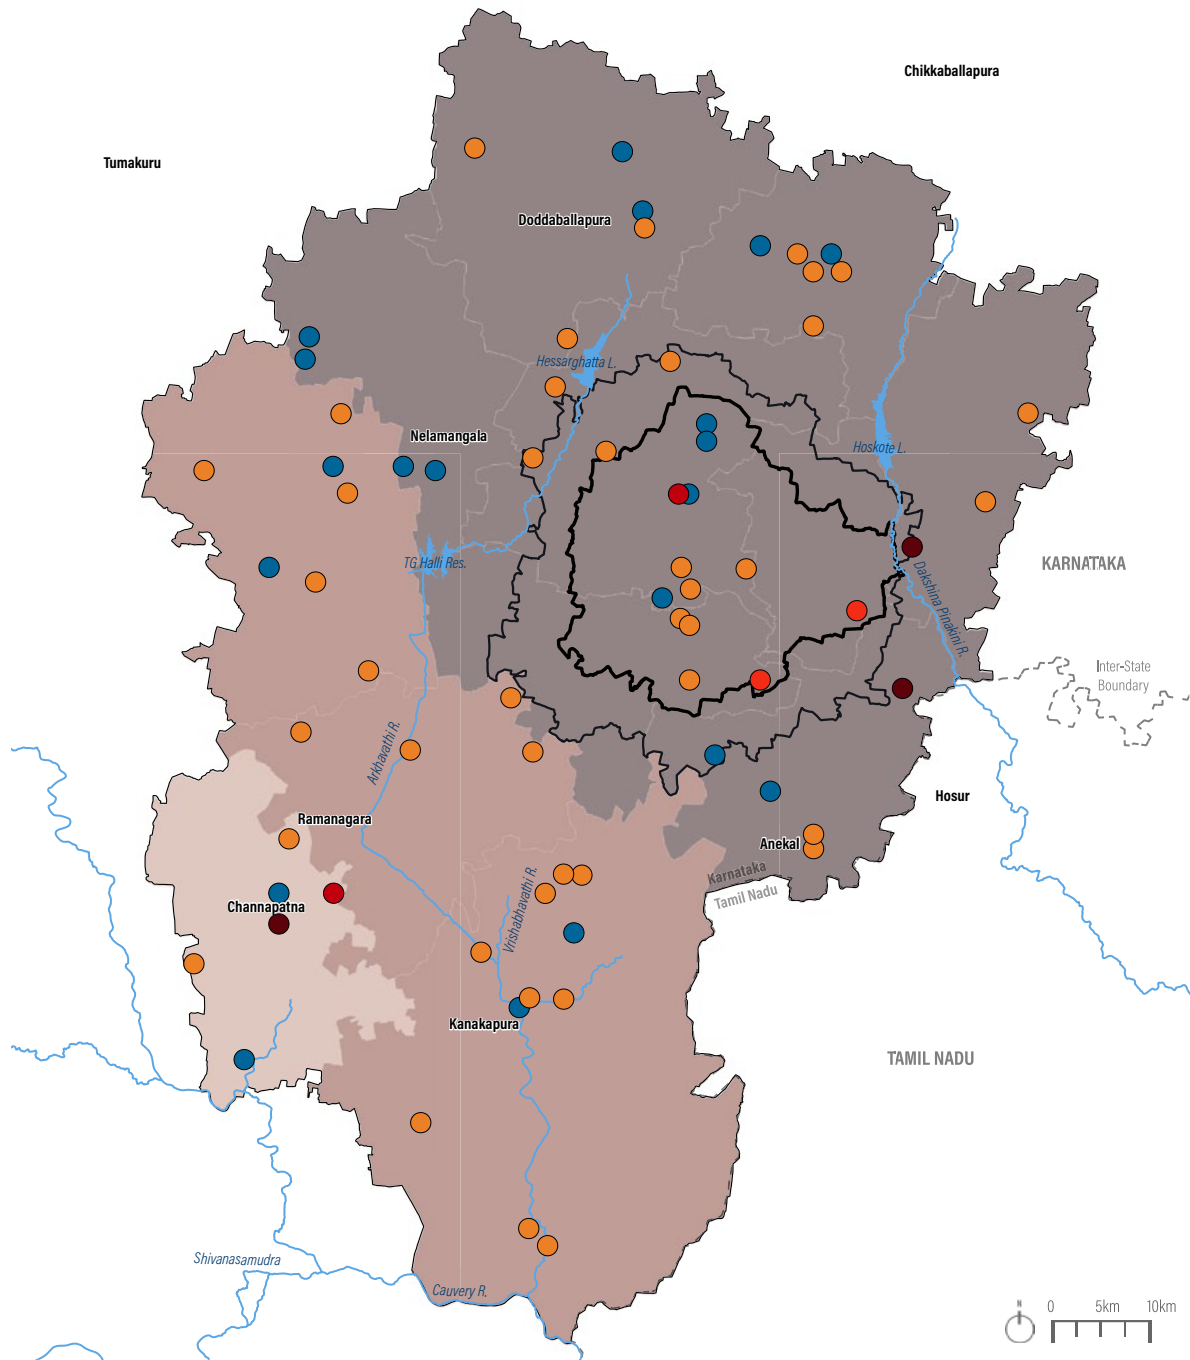 Chikkaballapura
Tumakuru
Doddaballapura
Hessarghatta L.
Nelamangala
Hoskote L.
TG Halli Res.
KARNATAKA
Dakshina Pinakini R.
Inter-State
Boundary
Arkhavathi R.
Hosur
Ramanagara
Anekal
Karnataka
Tamil Nadu
Vrishabhavathi R.
Channapatna
Kanakapura
TAMIL NADU
Shivanasamudra
Cauvery R.
N
0 5km 10km